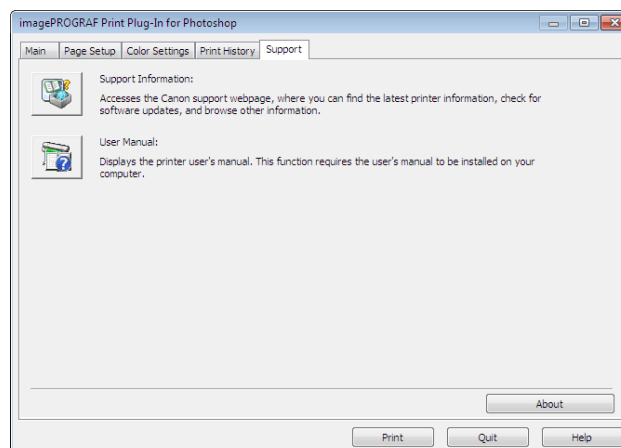 imagePROGRAF Print Plug-In for Photoshop
Main Page Setup Color Settings Print History Support
Support Information:
Accesses the Canon support webpage, where you can find the latest printer information, check for
software updates, and browse other information.
User Manual:
Displays the printer user's manual. This function requires the user's manual to be installed on your
computer.
About
Print Quit Help